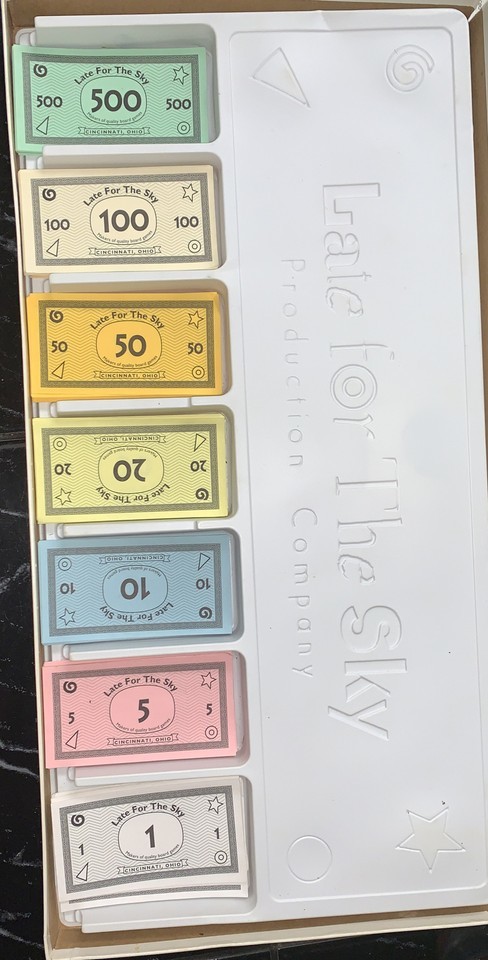 Late For The Sky
500 500 500
Makers of quality board games
CINCINNATI, OHIO
Late For The Sky
100 100 100
Makers of quality board games
CINCINNATI, OHIO
Late For The Sky
50 50 50
Makers of quality board games
CINCINNATI, OHIO
Late For The Sky
20 20 20
Makers of quality board games
CINCINNATI, OHIO
Late For The Sky
10 10 10
Makers of quality board games
CINCINNATI, OHIO
Late For The Sky
5 5 5
Makers of quality board games
CINCINNATI, OHIO
Late For The Sky
1 1 1
Makers of quality board games
CINCINNATI, OHIO
Late for The Sky
Production Company